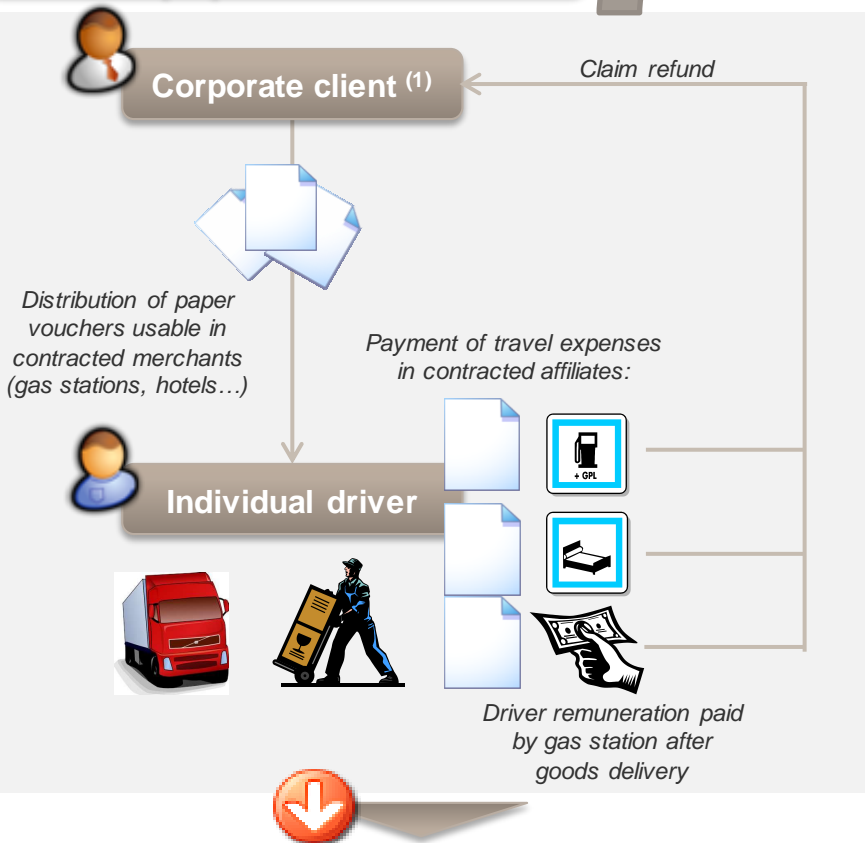 Claim refund
Corporate client (1)
Distribution of paper
vouchers usable in
contracted merchants
(gas stations, hotels…)
Payment of travel expenses
in contracted affiliates:
+ GPL
Individual driver
Driver remuneration paid
by gas station after
goods delivery